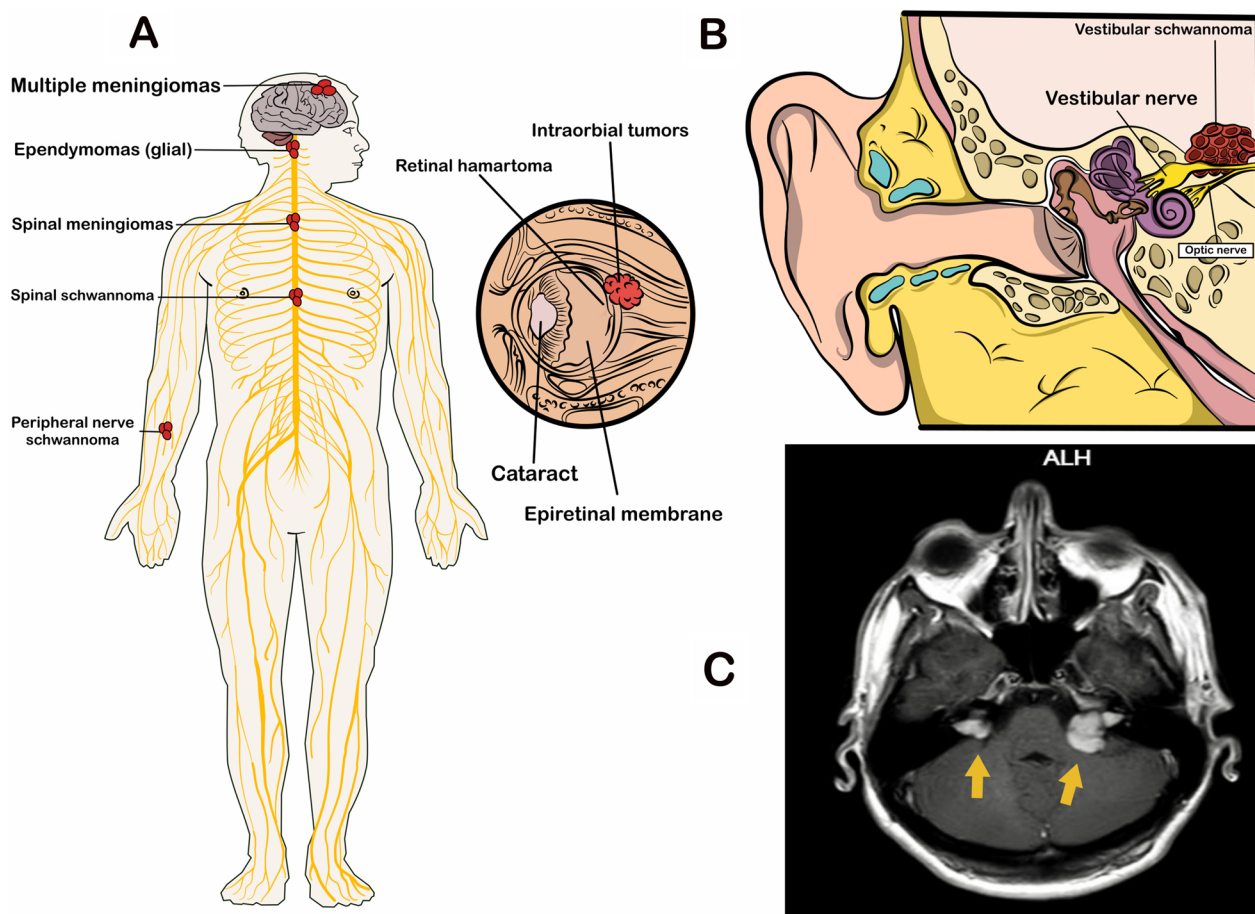 A
Multiple meningiomas
Ependymomas (glial)
Spinal meningiomas
Spinal schwannoma
Peripheral nerve
schwannoma
Intraorbial tumors
Retinal hamartoma
Cataract
Epiretinal membrane
B
Vestibular schwannoma
Vestibular nerve
Optic nerve
C
ALH